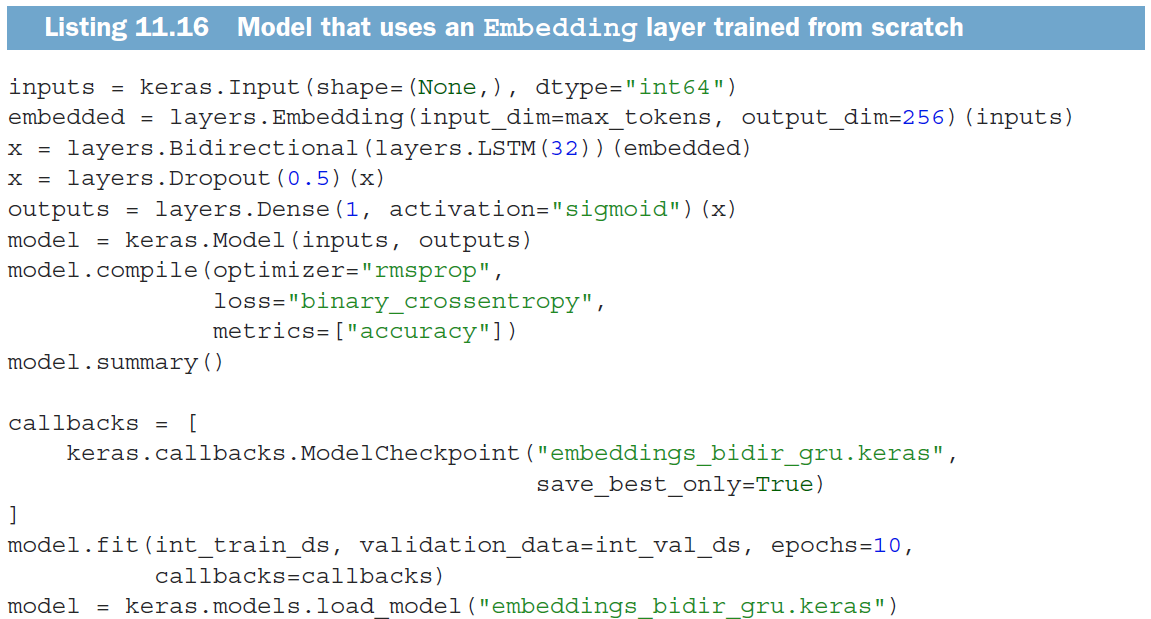 Listing 11.16 Model that uses an Embedding layer trained from scratch
inputs = keras.Input(shape=(None,), dtype="int64")
embedded = layers.Embedding(input_dim=max_tokens, output_dim=256)(inputs)
x = layers.Bidirectional(layers.LSTM(32))(embedded)
x = layers.Dropout(0.5)(x)
outputs = layers.Dense(1, activation="sigmoid")(x)
model = keras.Model(inputs, outputs)
model.compile(optimizer="rmsprop",
              loss="binary_crossentropy",
              metrics=["accuracy"])
model.summary()

callbacks = [
    keras.callbacks.ModelCheckpoint("embeddings_bidir_gru.keras",
                                    save_best_only=True)
]
model.fit(int_train_ds, validation_data=int_val_ds, epochs=10,
          callbacks=callbacks)
model = keras.models.load_model("embeddings_bidir_gru.keras")